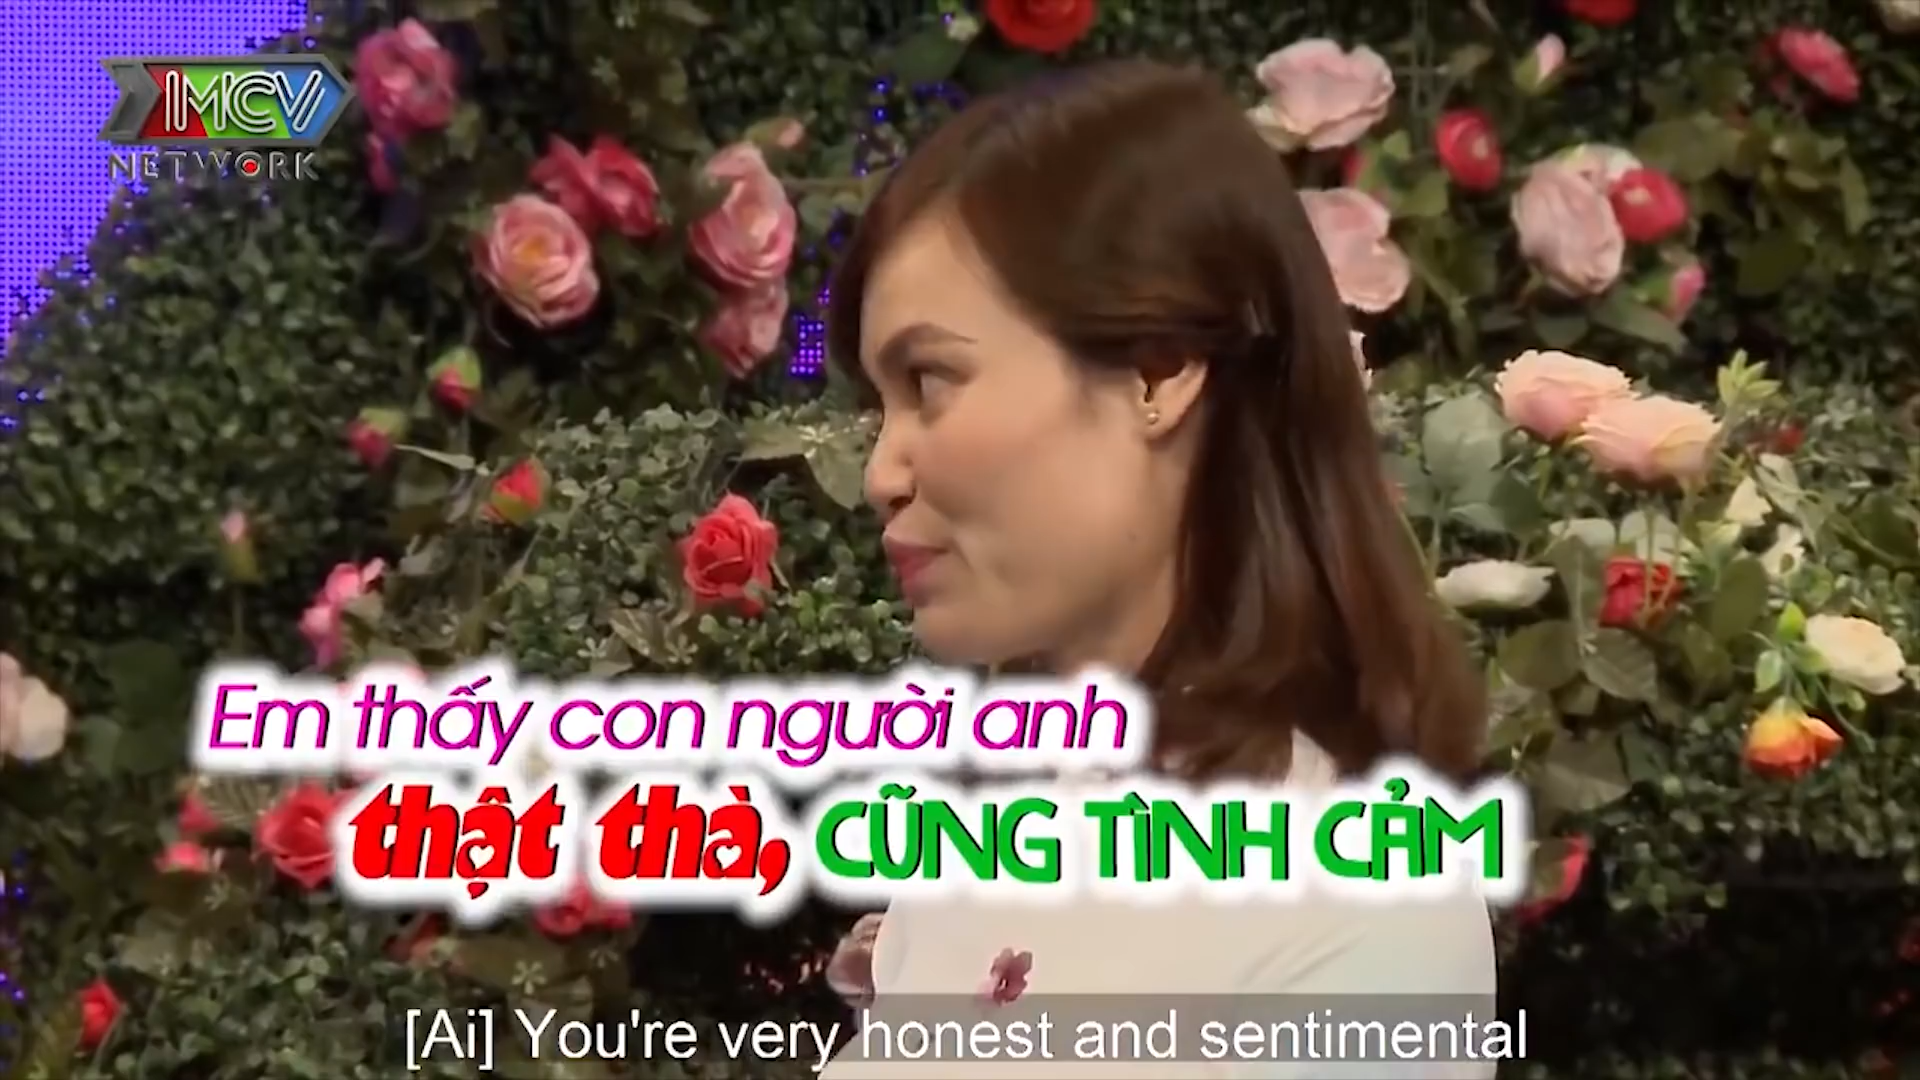 MCV
NETWORK
Em thấy con người anh
thật thà, CŨNG TÌNH CẢM
[Ai] You're very honest and sentimental